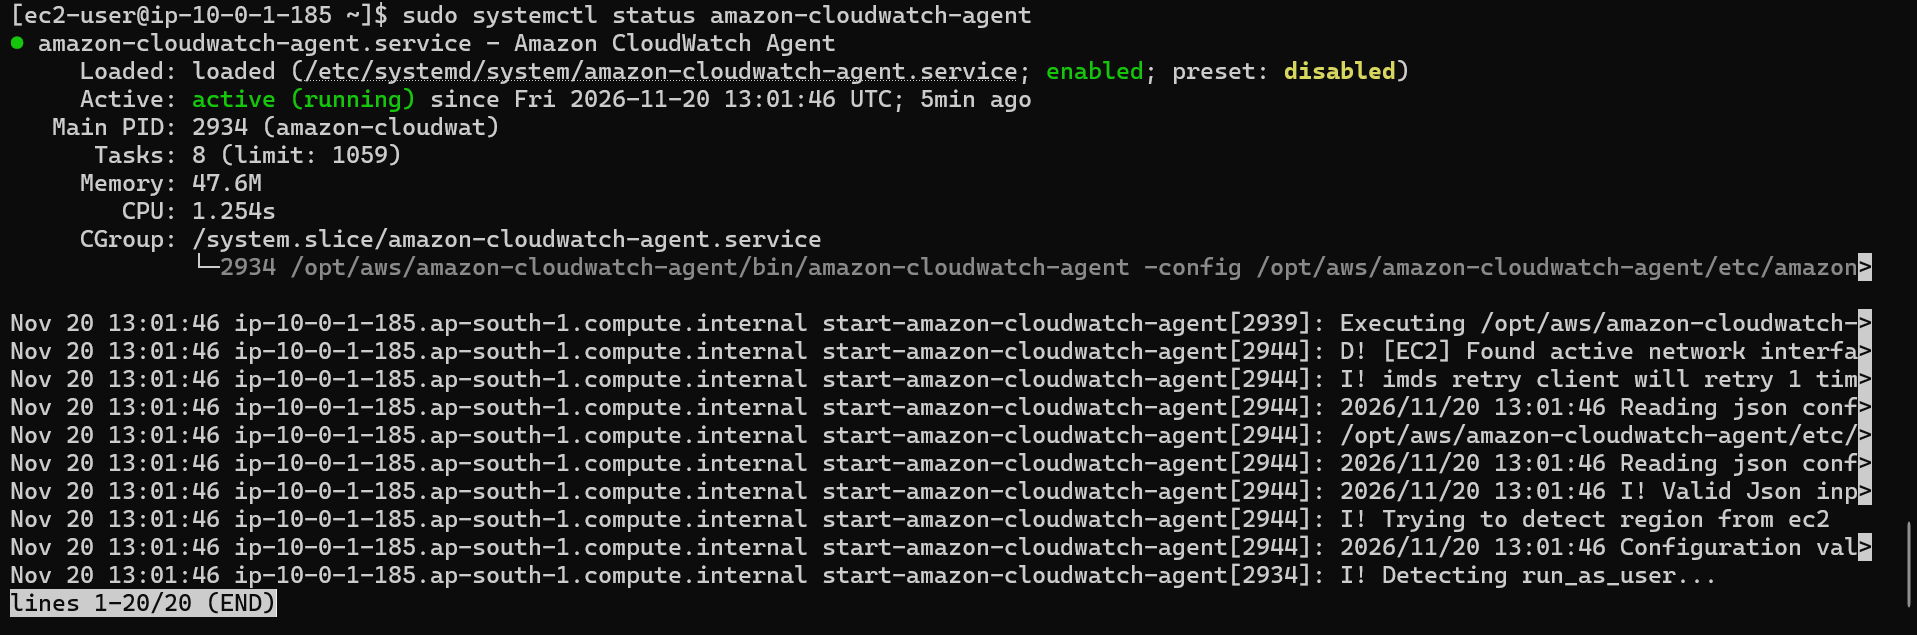 [ec2-user@ip-10-0-1-185 ~]$ sudo systemctl status amazon-cloudwatch-agent
● amazon-cloudwatch-agent.service - Amazon CloudWatch Agent
     Loaded: loaded (/etc/systemd/system/amazon-cloudwatch-agent.service; enabled; preset: disabled)
     Active: active (running) since Fri 2026-11-20 13:01:46 UTC; 5min ago
   Main PID: 2934 (amazon-cloudwat)
      Tasks: 8 (limit: 1059)
     Memory: 47.6M
        CPU: 1.254s
     CGroup: /system.slice/amazon-cloudwatch-agent.service
             └─2934 /opt/aws/amazon-cloudwatch-agent/bin/amazon-cloudwatch-agent -config /opt/aws/amazon-cloudwatch-agent/etc/amazon>

Nov 20 13:01:46 ip-10-0-1-185.ap-south-1.compute.internal start-amazon-cloudwatch-agent[2939]: Executing /opt/aws/amazon-cloudwatch->
Nov 20 13:01:46 ip-10-0-1-185.ap-south-1.compute.internal start-amazon-cloudwatch-agent[2944]: D! [EC2] Found active network interfa>
Nov 20 13:01:46 ip-10-0-1-185.ap-south-1.compute.internal start-amazon-cloudwatch-agent[2944]: I! imds retry client will retry 1 tim>
Nov 20 13:01:46 ip-10-0-1-185.ap-south-1.compute.internal start-amazon-cloudwatch-agent[2944]: 2026/11/20 13:01:46 Reading json conf>
Nov 20 13:01:46 ip-10-0-1-185.ap-south-1.compute.internal start-amazon-cloudwatch-agent[2944]: /opt/aws/amazon-cloudwatch-agent/etc/>
Nov 20 13:01:46 ip-10-0-1-185.ap-south-1.compute.internal start-amazon-cloudwatch-agent[2944]: 2026/11/20 13:01:46 Reading json conf>
Nov 20 13:01:46 ip-10-0-1-185.ap-south-1.compute.internal start-amazon-cloudwatch-agent[2944]: 2026/11/20 13:01:46 I! Valid Json inp>
Nov 20 13:01:46 ip-10-0-1-185.ap-south-1.compute.internal start-amazon-cloudwatch-agent[2944]: I! Trying to detect region from ec2
Nov 20 13:01:46 ip-10-0-1-185.ap-south-1.compute.internal start-amazon-cloudwatch-agent[2944]: 2026/11/20 13:01:46 Configuration val>
Nov 20 13:01:46 ip-10-0-1-185.ap-south-1.compute.internal start-amazon-cloudwatch-agent[2934]: I! Detecting run_as_user...
lines 1-20/20 (END)